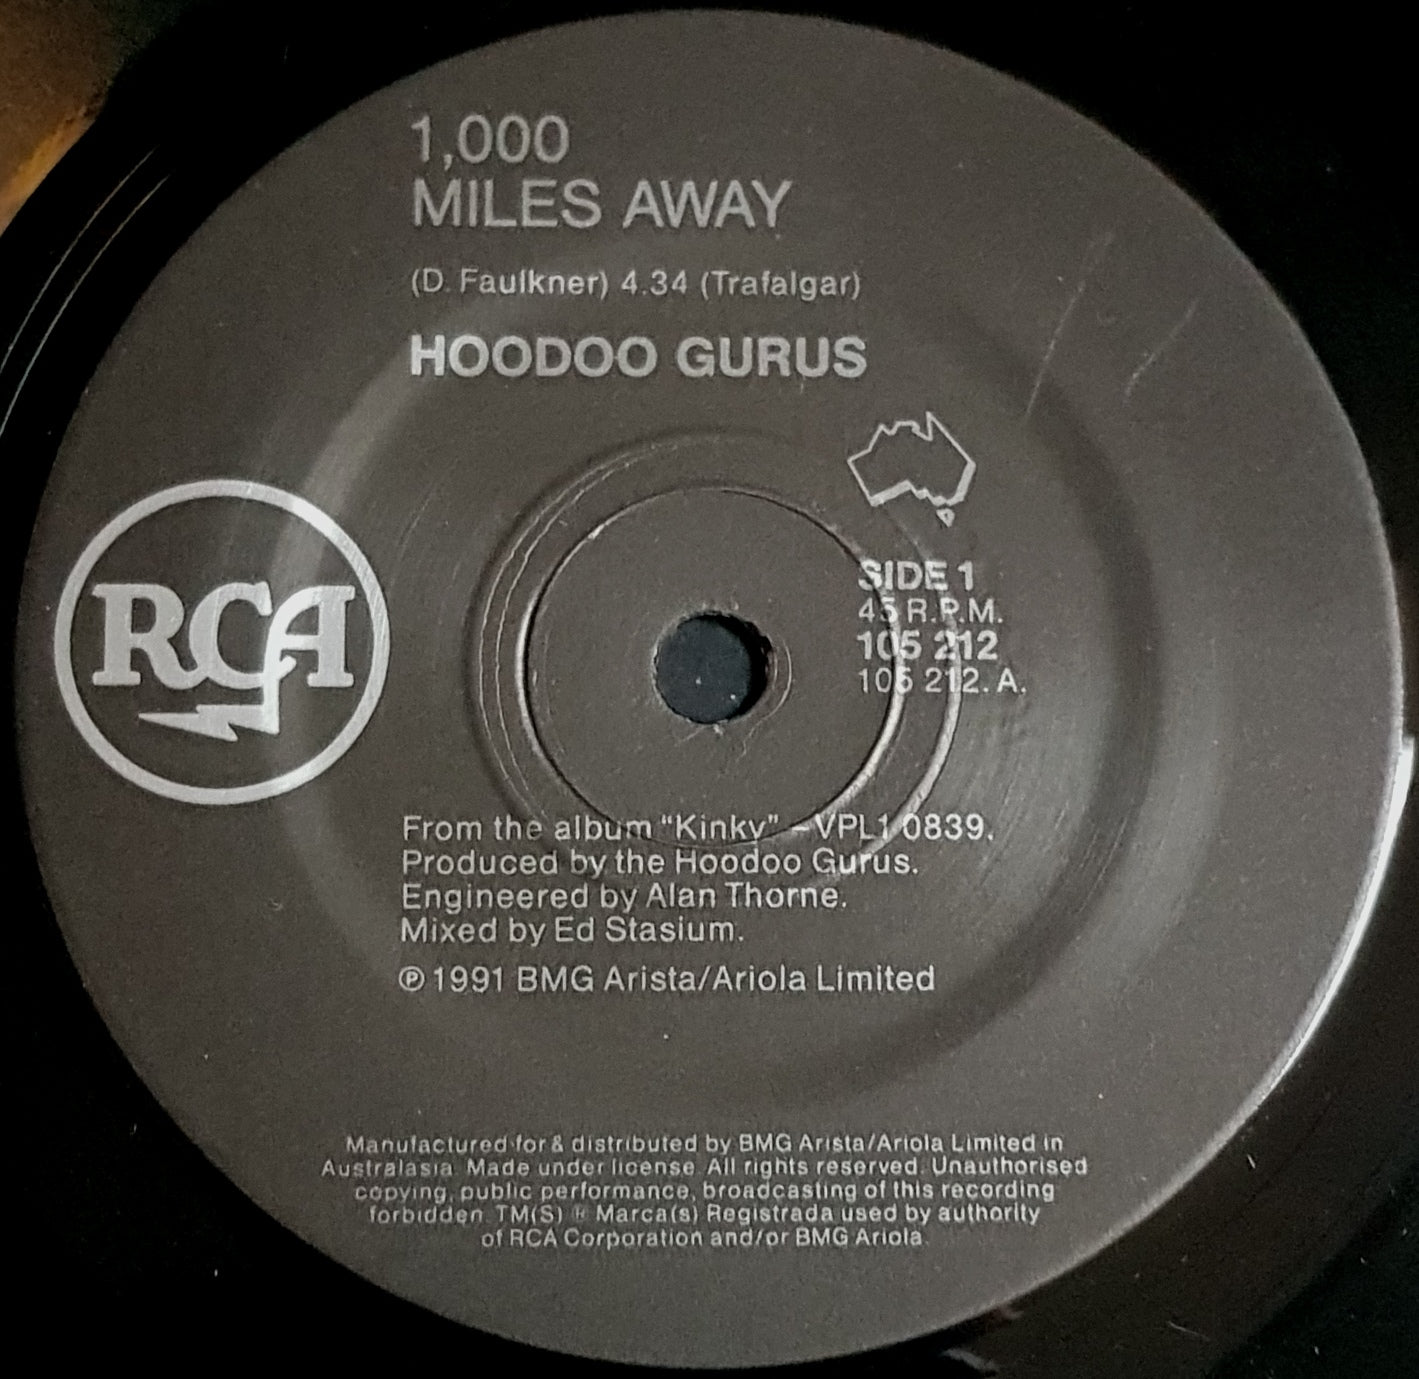 1,000
MILES AWAY
(D. Faulkner) 4.34 (Trafalgar)
HOODOO GURUS
RCA
SIDE 1
45 R.P.M.
105 212
105 212. A.
From the album “Kinky” – VPL1 0839.
Produced by the Hoodoo Gurus.
Engineered by Alan Thorne.
Mixed by Ed Stasium.
℗ 1991 BMG Arista/Ariola Limited
Manufactured for & distributed by BMG Arista/Ariola Limited in
Australasia. Made under license. All rights reserved. Unauthorised
copying, public performance, broadcasting of this recording
forbidden. TM(S) ® Marca(s) Registrada used by authority
of RCA Corporation and/or BMG Ariola.